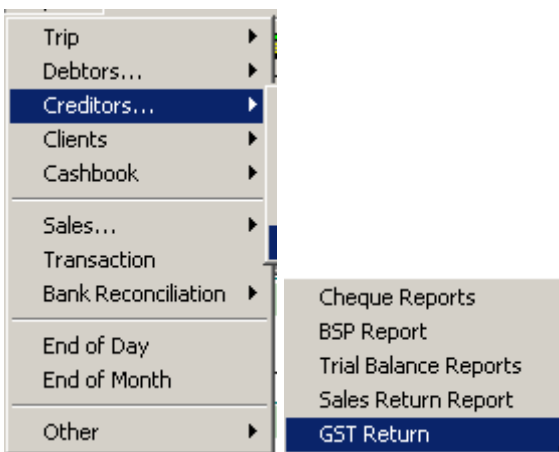 Trip
Debtors...
Creditors...
Clients
Cashbook
Sales...
Transaction
Bank Reconciliation
End of Day
End of Month
Other
Cheque Reports
BSP Report
Trial Balance Reports
Sales Return Report
GST Return